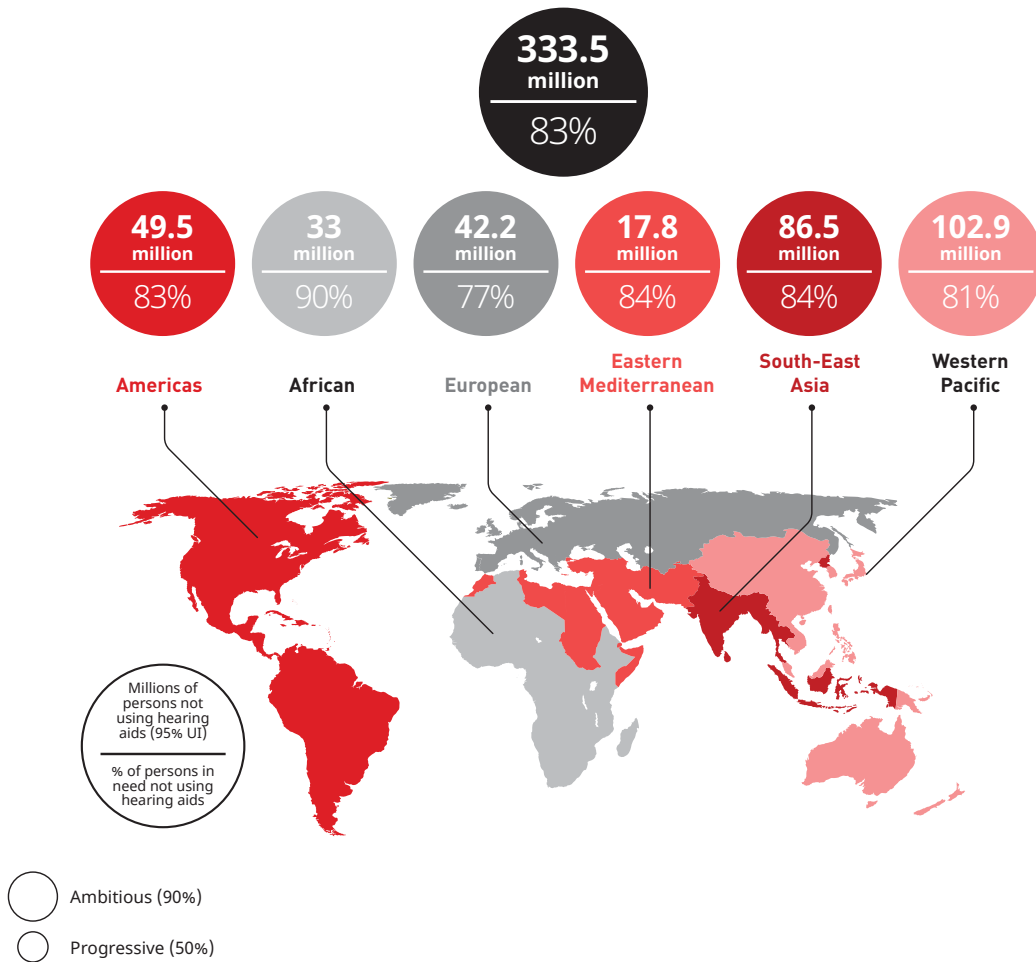 333.5
million
83%
49.5
million
83%
33
million
90%
42.2
million
77%
17.8
million
84%
86.5
million
84%
102.9
million
81%
Americas
African
European
Eastern
Mediterranean
South-East
Asia
Western
Pacific
Millions of
persons not
using hearing
aids (95% UI)
% of persons in
need not using
hearing aids
Ambitious (90%)
Progressive (50%)